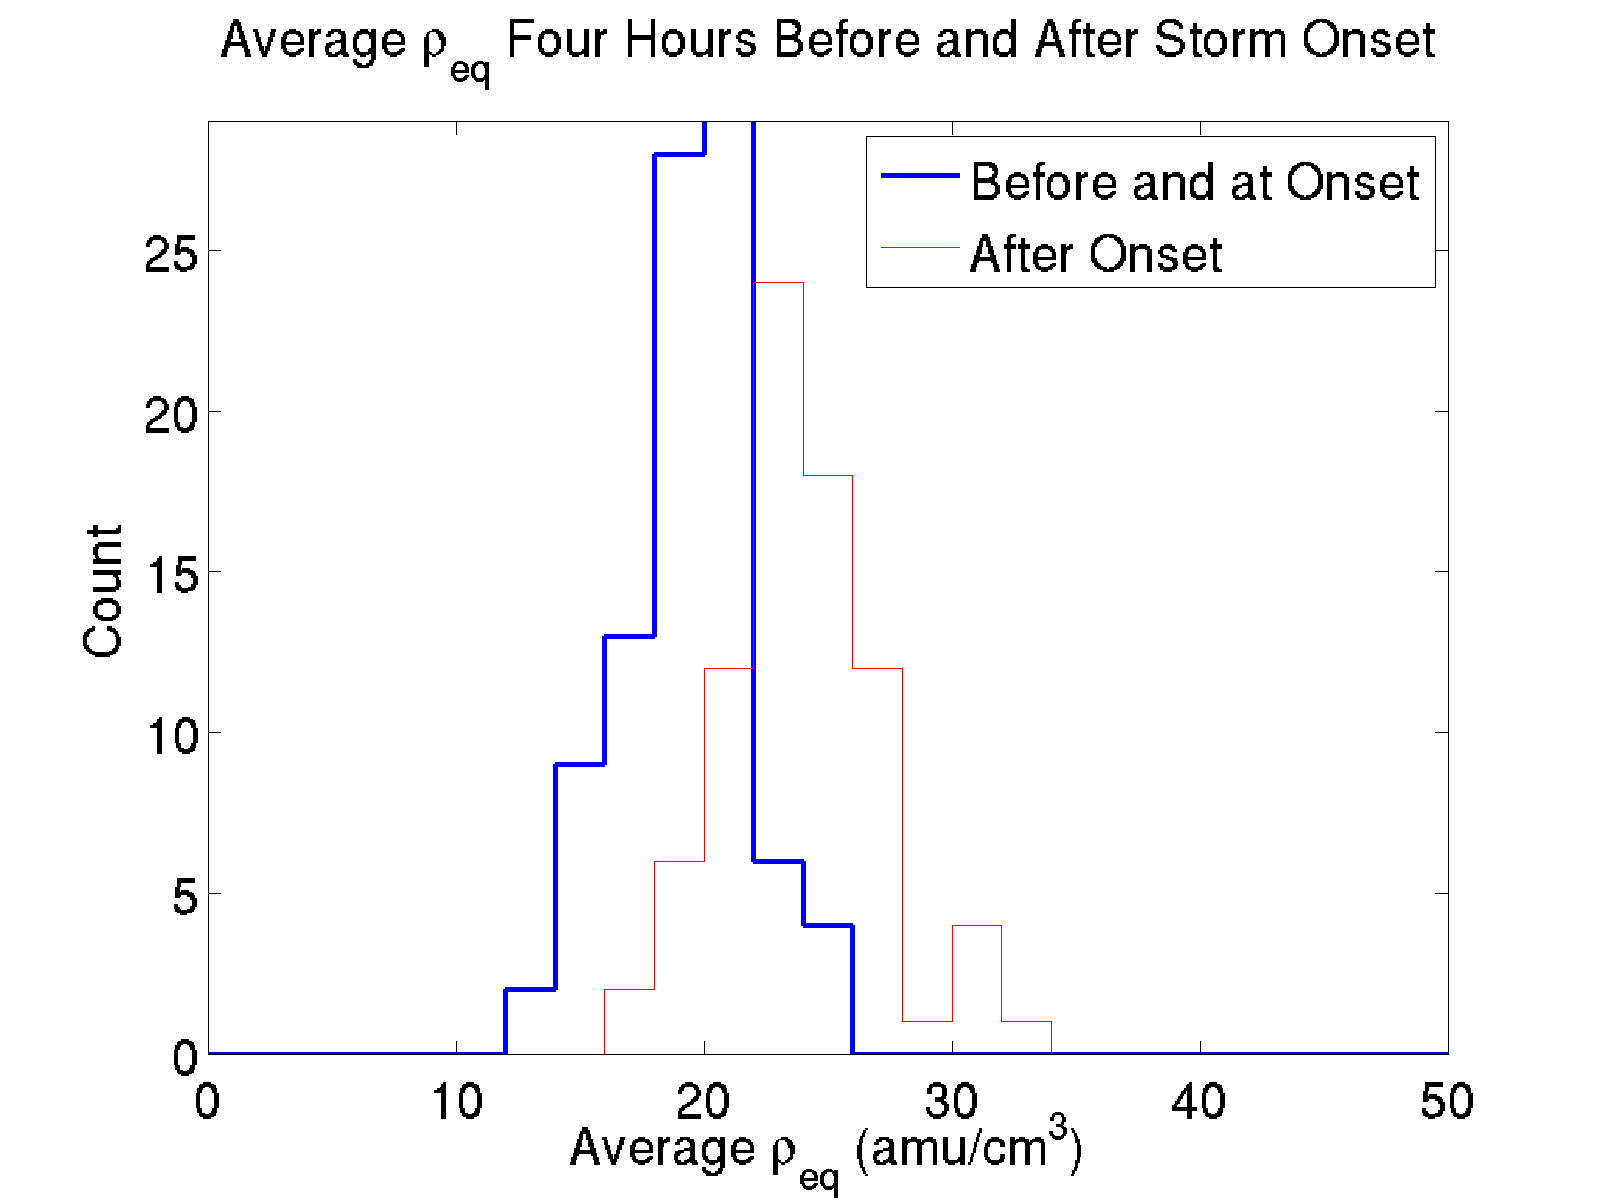 Average ρeq Four Hours Before and After Storm Onset
Before and at Onset
After Onset
25
20
15
10
5
0
Count
0 10 20 30 40 50
Average ρeq (amu/cm³)